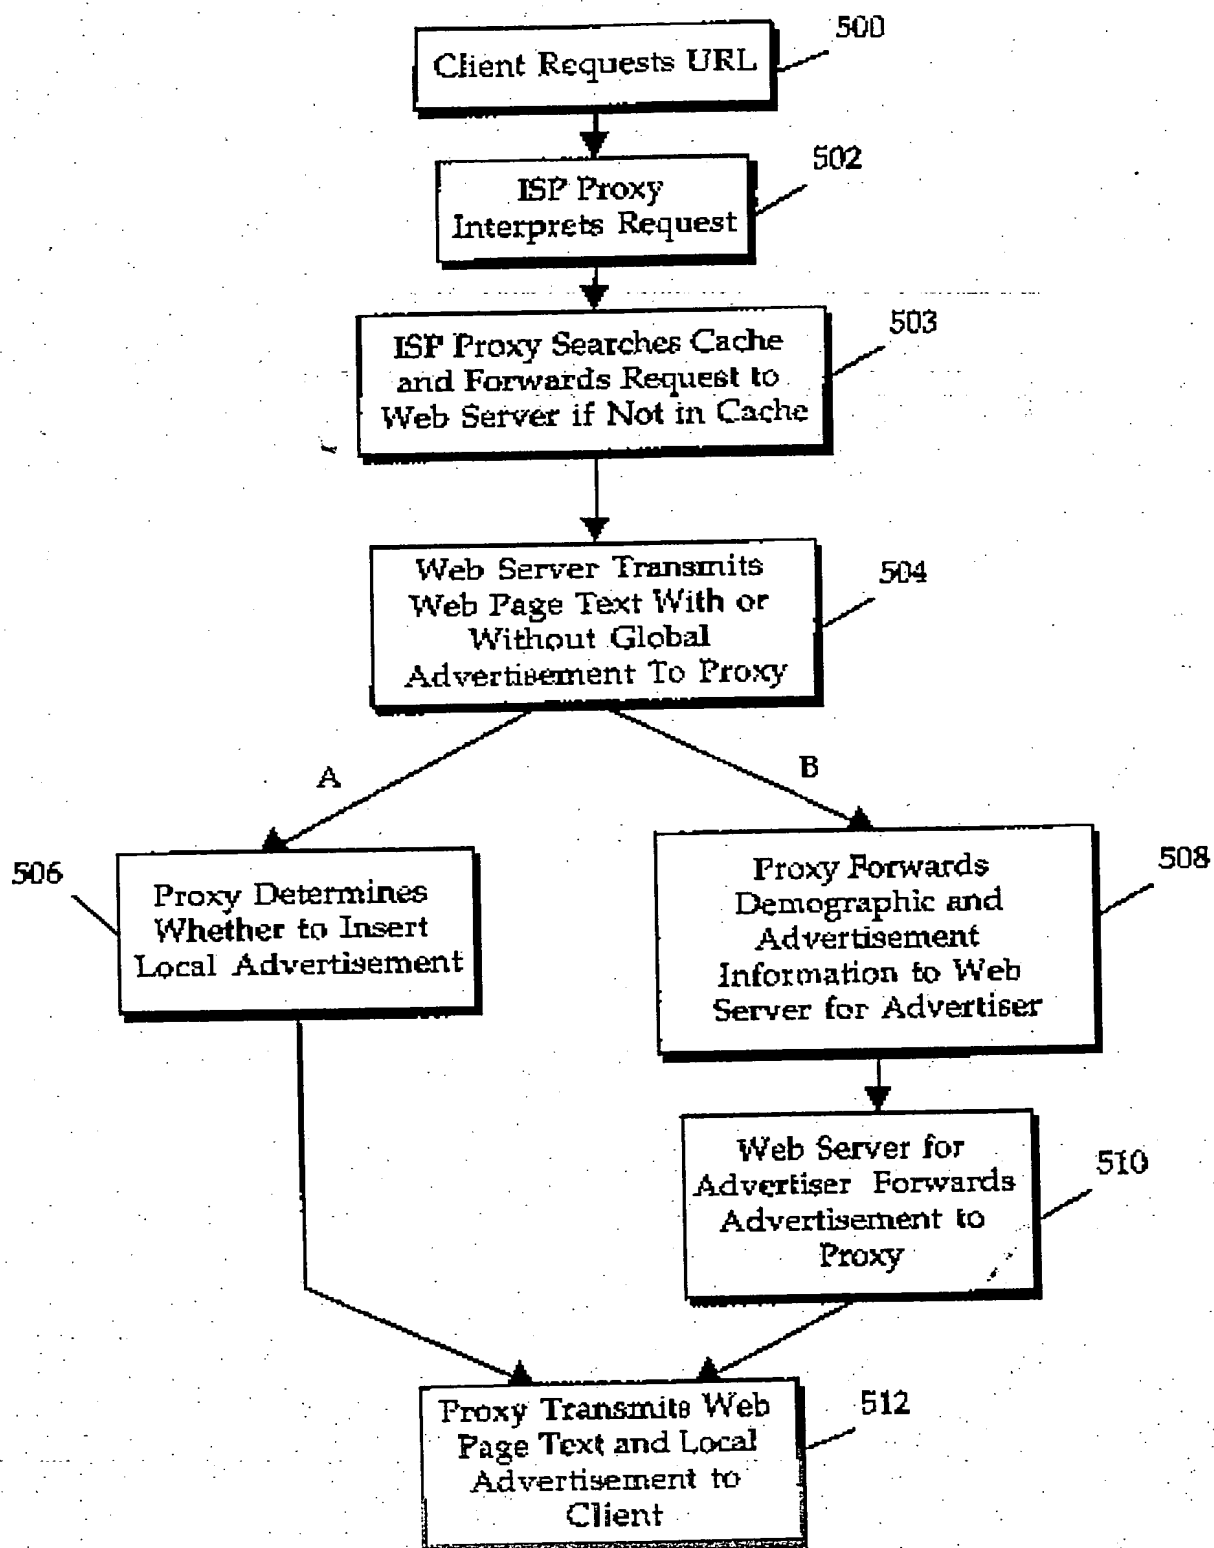 500
Client Requests URL
502
ISP Proxy
Interprets Request
503
ISP Proxy Searches Cache
and Forwards Request to
Web Server if Not in Cache
504
Web Server Transmits
Web Page Text With or
Without Global
Advertisement To Proxy
A
B
506
Proxy Determines
Whether to Insert
Local Advertisement
508
Proxy Forwards
Demographic and
Advertisement
Information to Web
Server for Advertiser
510
Web Server for
Advertiser Forwards
Advertisement to
Proxy
512
Proxy Transmits Web
Page Text and Local
Advertisement to
Client